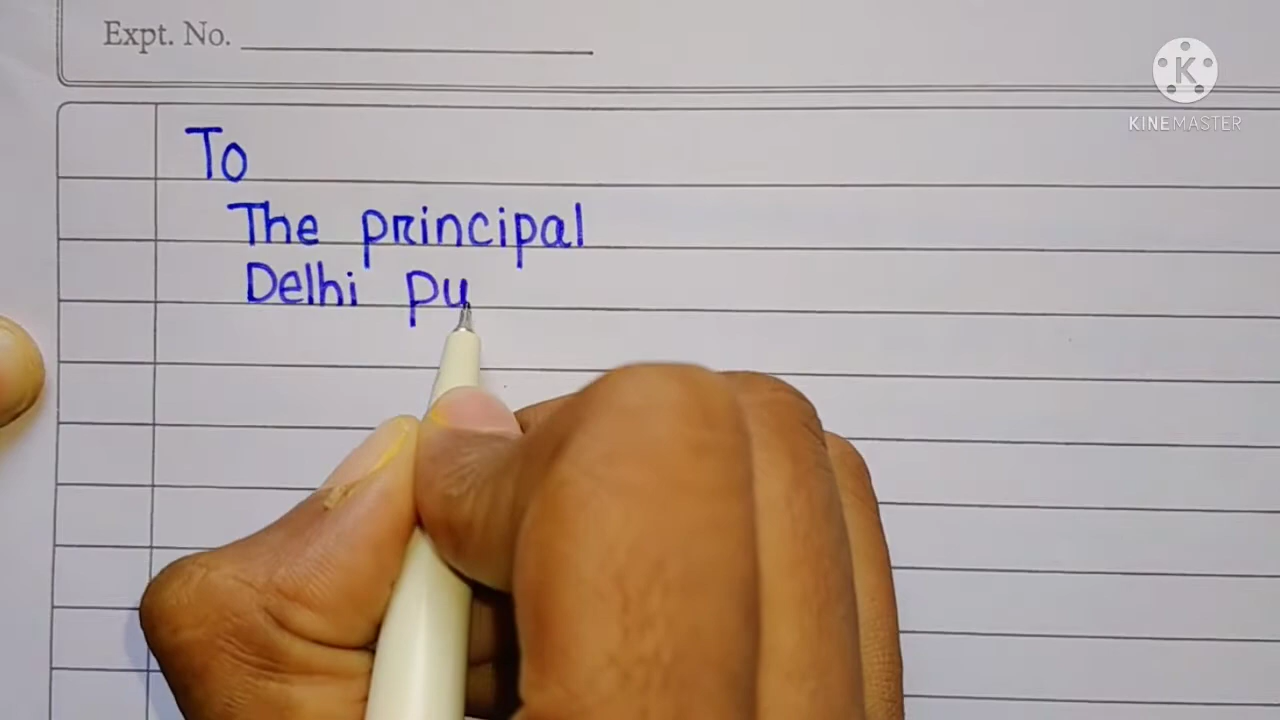 Expt. No.
KINEMASTER
To
The principal
Delhi pu